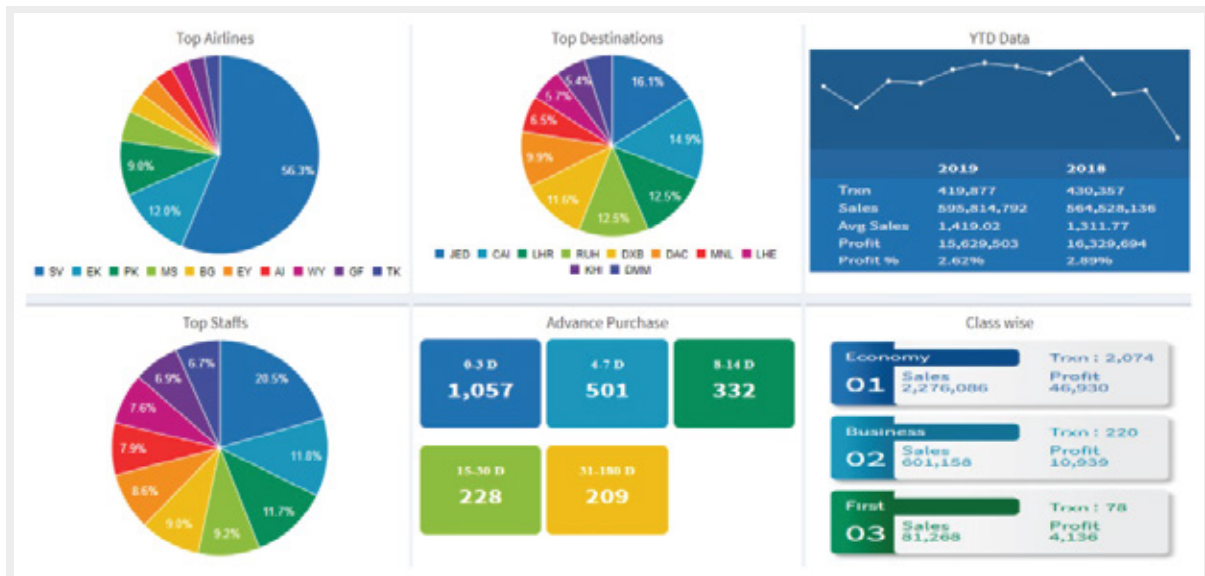 Top Airlines
56.3%
12.0%
9.0%
SV EK PK MS BG EY AI WY GF TK
Top Destinations
16.1%
14.9%
12.5%
12.5%
11.6%
9.9%
6.5%
5.7%
5.4%
JED CAI LHR RUH DXB DAC MNL LHE
KHI DMM
YTD Data
2019 2018
Trxn 419,877 430,357
Sales 595,814,792 564,528,136
Avg Sales 1,419.02 1,311.77
Profit 15,629,503 16,329,694
Profit % 2.62% 2.89%
Top Staffs
20.5%
11.8%
11.7%
9.2%
9.0%
8.6%
7.9%
7.6%
6.9%
6.7%
Advance Purchase
0-3 D
1,057
4-7 D
501
8-14 D
332
15-30 D
228
31-180 D
209
Class wise
Economy Trxn : 2,074
01 Sales Profit
2,276,086 46,930
Business Trxn : 220
02 Sales Profit
601,158 10,939
First Trxn : 78
03 Sales Profit
81,268 4,136